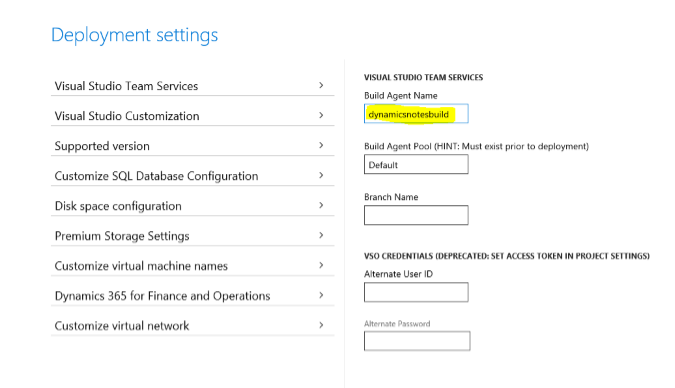 Deployment settings
Visual Studio Team Services
Visual Studio Customization
Supported version
Customize SQL Database Configuration
Disk space configuration
Premium Storage Settings
Customize virtual machine names
Dynamics 365 for Finance and Operations
Customize virtual network
VISUAL STUDIO TEAM SERVICES
Build Agent Name
dynamicsnotesbuild
Build Agent Pool (HINT: Must exist prior to deployment)
Default
Branch Name
VSO CREDENTIALS (DEPRECATED: SET ACCESS TOKEN IN PROJECT SETTINGS)
Alternate User ID
Alternate Password